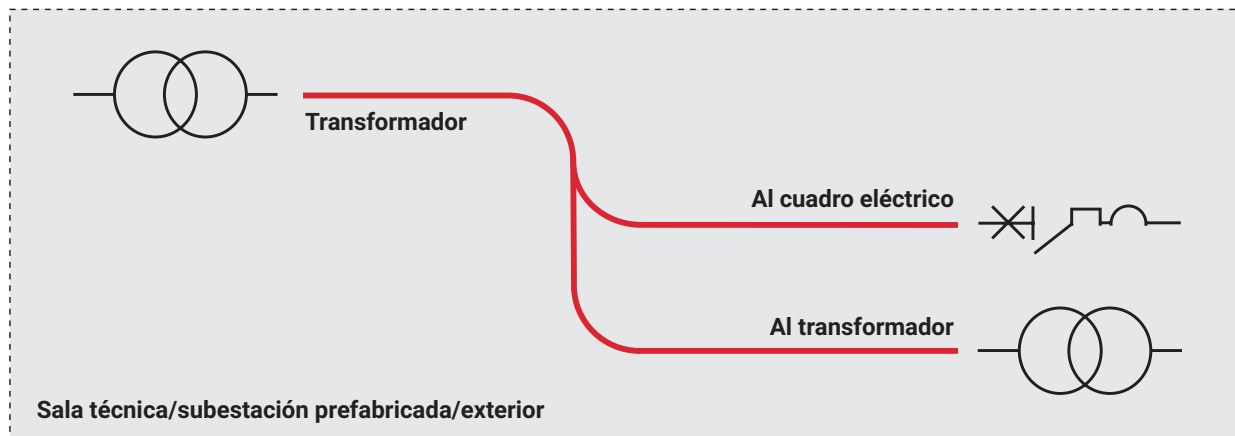 Transformador
Al cuadro eléctrico
Al transformador
Sala técnica/subestación prefabricada/exterior